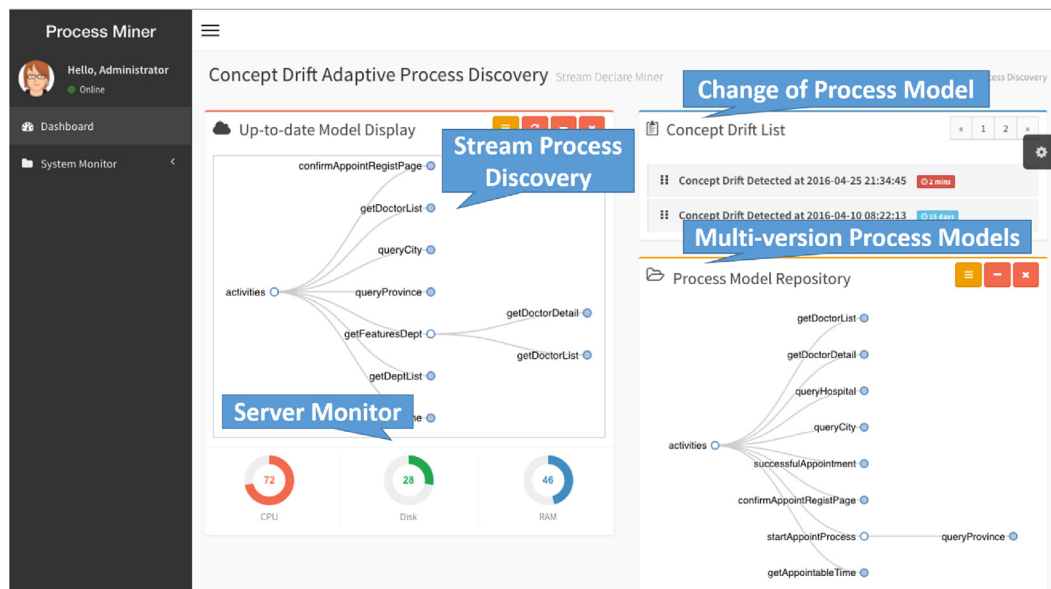 Process Miner
Hello, Administrator
Online
Dashboard
System Monitor
Concept Drift Adaptive Process Discovery Stream Declare Miner
Discovery
Change of Process Model
Up-to-date Model Display
Stream Process
Discovery
confirmAppointRegistPage
getDoctorList
queryCity
activities
queryProvince
getFeaturesDept
getDoctorDetail
getDoctorList
getDeptList
Server Monitor
72
CPU
28
Disk
46
RAM
Concept Drift List
« 1 2 »
Concept Drift Detected at 2016-04-25 21:34:45 2 mins
Concept Drift Detected at 2016-04-10 08:22:13 15 days
Multi-version Process Models
Process Model Repository
getDoctorList
getDoctorDetail
queryHospital
queryCity
activities
successfulAppointment
confirmAppointRegistPage
startAppointProcess
queryProvince
getAppointableTime